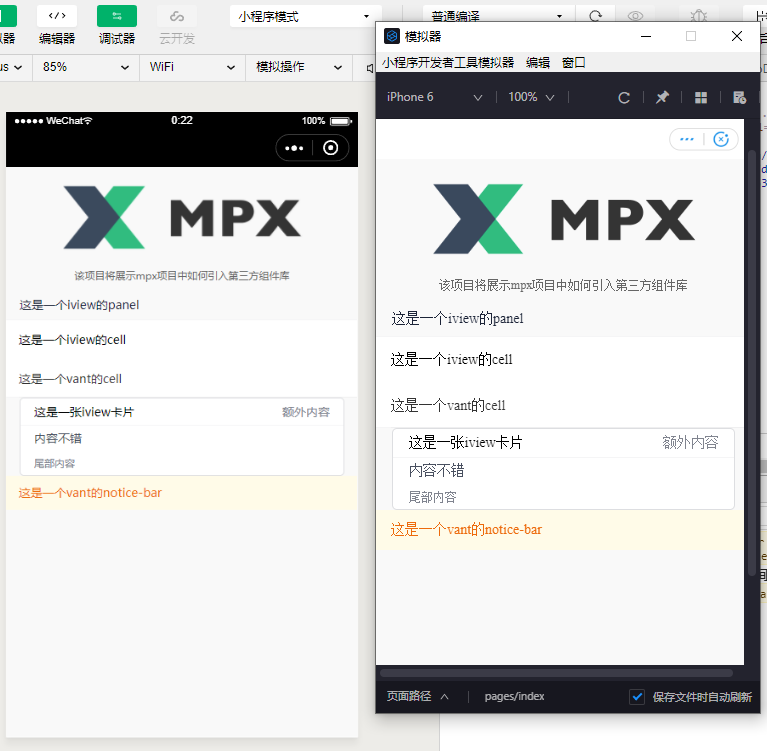 器
编辑器
调试器
云开发
小程序模式
普通编译
us
85%
WiFi
模拟操作
WeChat
0:22
100%
MPX
该项目将展示mpx项目中如何引入第三方组件库
这是一个iview的panel
这是一个iview的cell
这是一个vant的cell
这是一张iview卡片
额外内容
内容不错
尾部内容
这是一个vant的notice-bar
模拟器
小程序开发者工具模拟器 编辑 窗口
iPhone 6
100%
MPX
该项目将展示mpx项目中如何引入第三方组件库
这是一个iview的panel
这是一个iview的cell
这是一个vant的cell
这是一张iview卡片
额外内容
内容不错
尾部内容
这是一个vant的notice-bar
页面路径
pages/index
保存文件时自动刷新